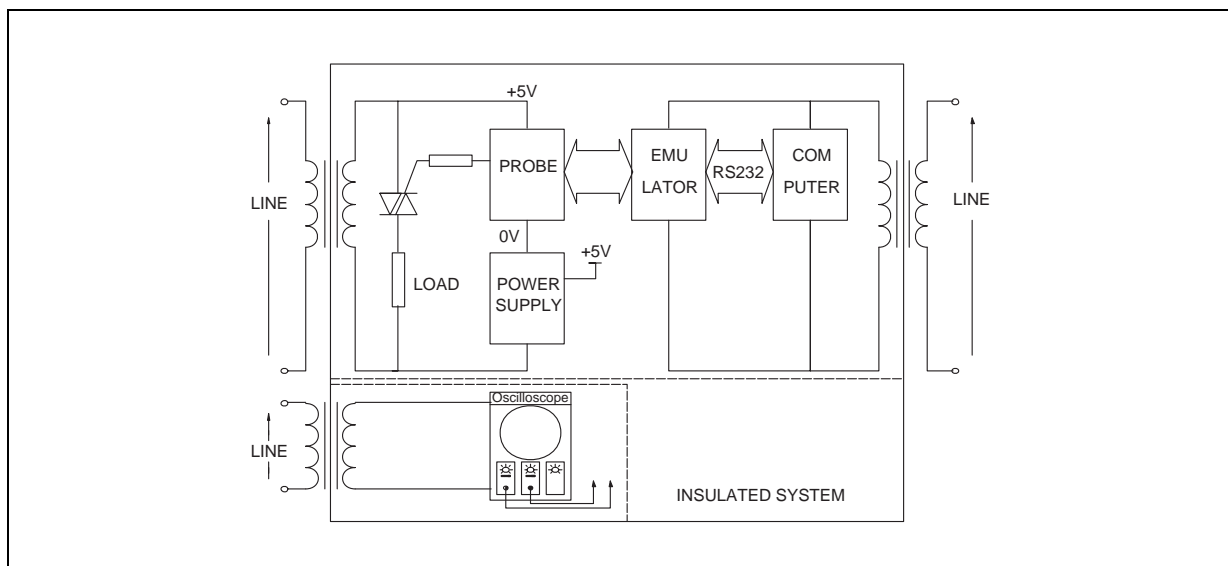 +5V
PROBE
EMU
LATOR
RS232
COM
PUTER
LINE
LINE
0V
+5V
LOAD
POWER
SUPPLY
Oscilloscope
LINE
INSULATED SYSTEM